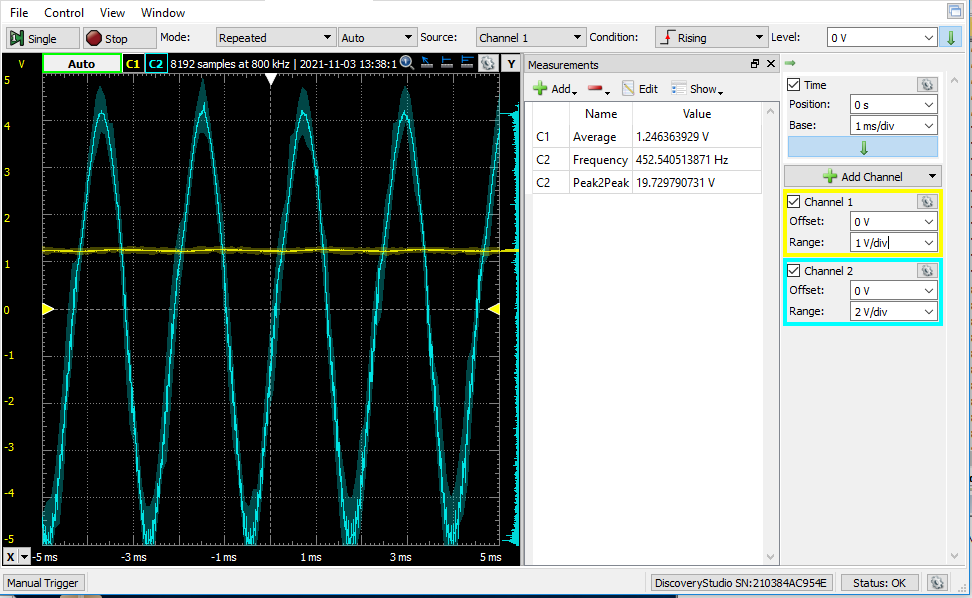 File Control View Window
Single Stop Mode: Repeated Auto Source: Channel 1 Condition: Rising Level: 0 V
V Auto C1 C2 8192 samples at 800 kHz | 2021-11-03 13:38:1 Y
5
4
3
2
1
0
-1
-2
-3
-4
-5
X -5 ms -3 ms -1 ms 1 ms 3 ms 5 ms
Measurements
Add Edit Show
Name Value
C1 Average 1.246363929 V
C2 Frequency 452.540513871 Hz
C2 Peak2Peak 19.729790731 V
Time
Position: 0 s
Base: 1 ms/div
Add Channel
Channel 1
Offset: 0 V
Range: 1 V/div
Channel 2
Offset: 0 V
Range: 2 V/div
Manual Trigger DiscoveryStudio SN:210384AC954E Status: OK